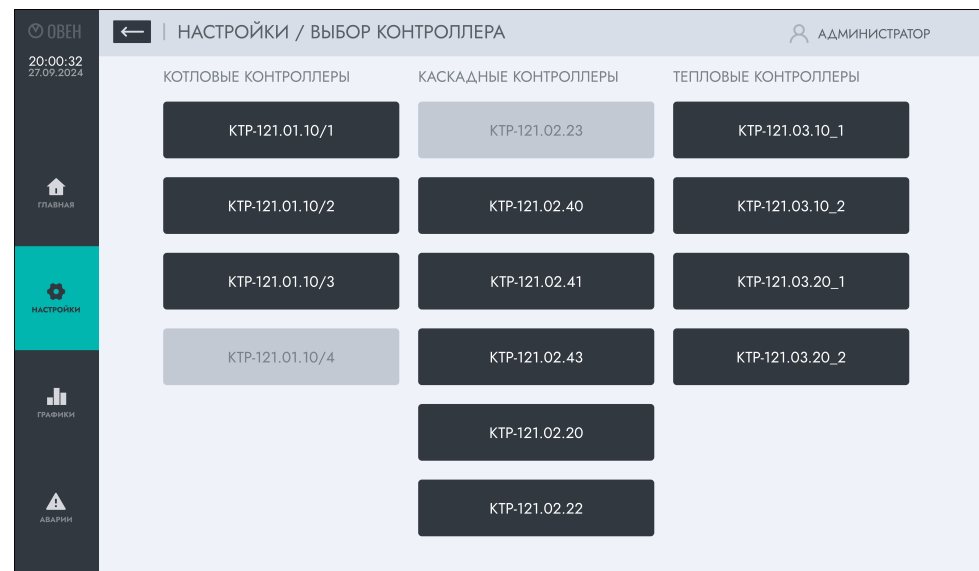 ОВЕН
20:00:32
27.09.2024
ГЛАВНАЯ
НАСТРОЙКИ
ГРАФИКИ
АВАРИИ
НАСТРОЙКИ / ВЫБОР КОНТРОЛЛЕРА
АДМИНИСТРАТОР
КОТЛОВЫЕ КОНТРОЛЛЕРЫ
КТР-121.01.10/1
КТР-121.01.10/2
КТР-121.01.10/3
КТР-121.01.10/4
КАСКАДНЫЕ КОНТРОЛЛЕРЫ
КТР-121.02.23
КТР-121.02.40
КТР-121.02.41
КТР-121.02.43
КТР-121.02.20
КТР-121.02.22
ТЕПЛОВЫЕ КОНТРОЛЛЕРЫ
КТР-121.03.10_1
КТР-121.03.10_2
КТР-121.03.20_1
КТР-121.03.20_2